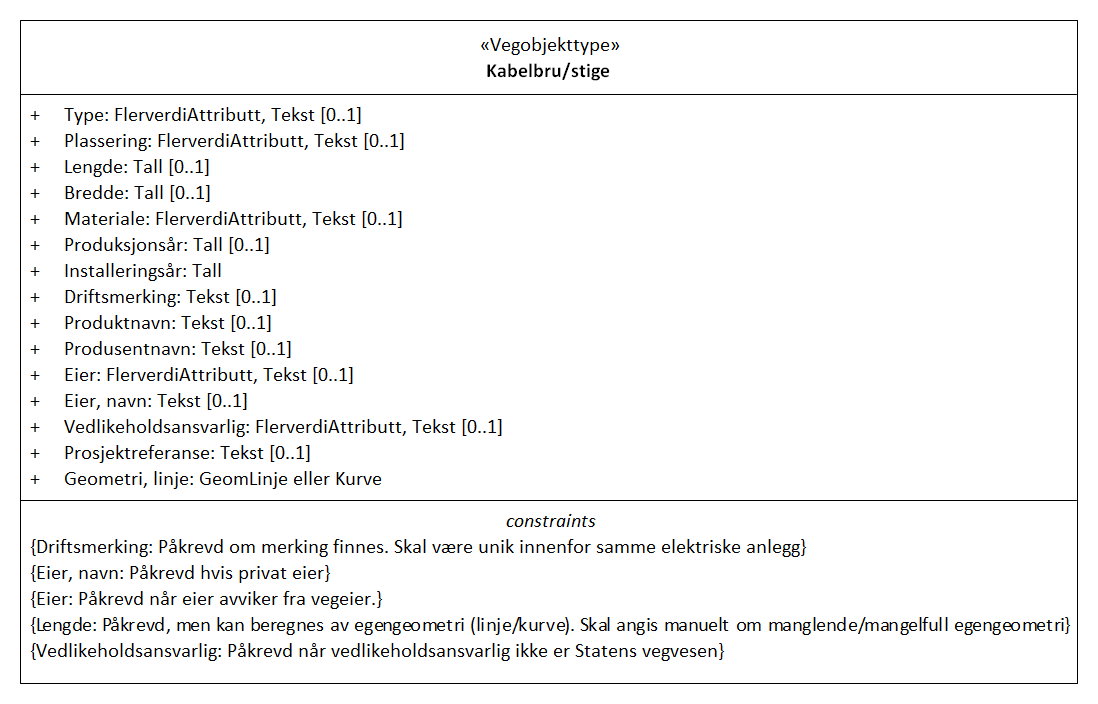 «Vegobjekttype»
Kabelbru/stige
+ Type: FlerverdiAttributt, Tekst [0..1]
+ Plassering: FlerverdiAttributt, Tekst [0..1]
+ Lengde: Tall [0..1]
+ Bredde: Tall [0..1]
+ Materiale: FlerverdiAttributt, Tekst [0..1]
+ Produksjonsår: Tall [0..1]
+ Installeringsår: Tall
+ Driftsmerking: Tekst [0..1]
+ Produktnavn: Tekst [0..1]
+ Produsentnavn: Tekst [0..1]
+ Eier: FlerverdiAttributt, Tekst [0..1]
+ Eier, navn: Tekst [0..1]
+ Vedlikeholdsansvarlig: FlerverdiAttributt, Tekst [0..1]
+ Prosjektreferanse: Tekst [0..1]
+ Geometri, linje: GeomLinje eller Kurve
constraints
{Driftsmerking: Påkrevd om merking finnes. Skal være unik innenfor samme elektriske anlegg}
{Eier, navn: Påkrevd hvis privat eier}
{Eier: Påkrevd når eier avviker fra vegeier.}
{Lengde: Påkrevd, men kan beregnes av egengeometri (linje/kurve). Skal angis manuelt om manglende/mangelfull egengeometri}
{Vedlikeholdsansvarlig: Påkrevd når vedlikeholdsansvarlig ikke er Statens vegvesen}